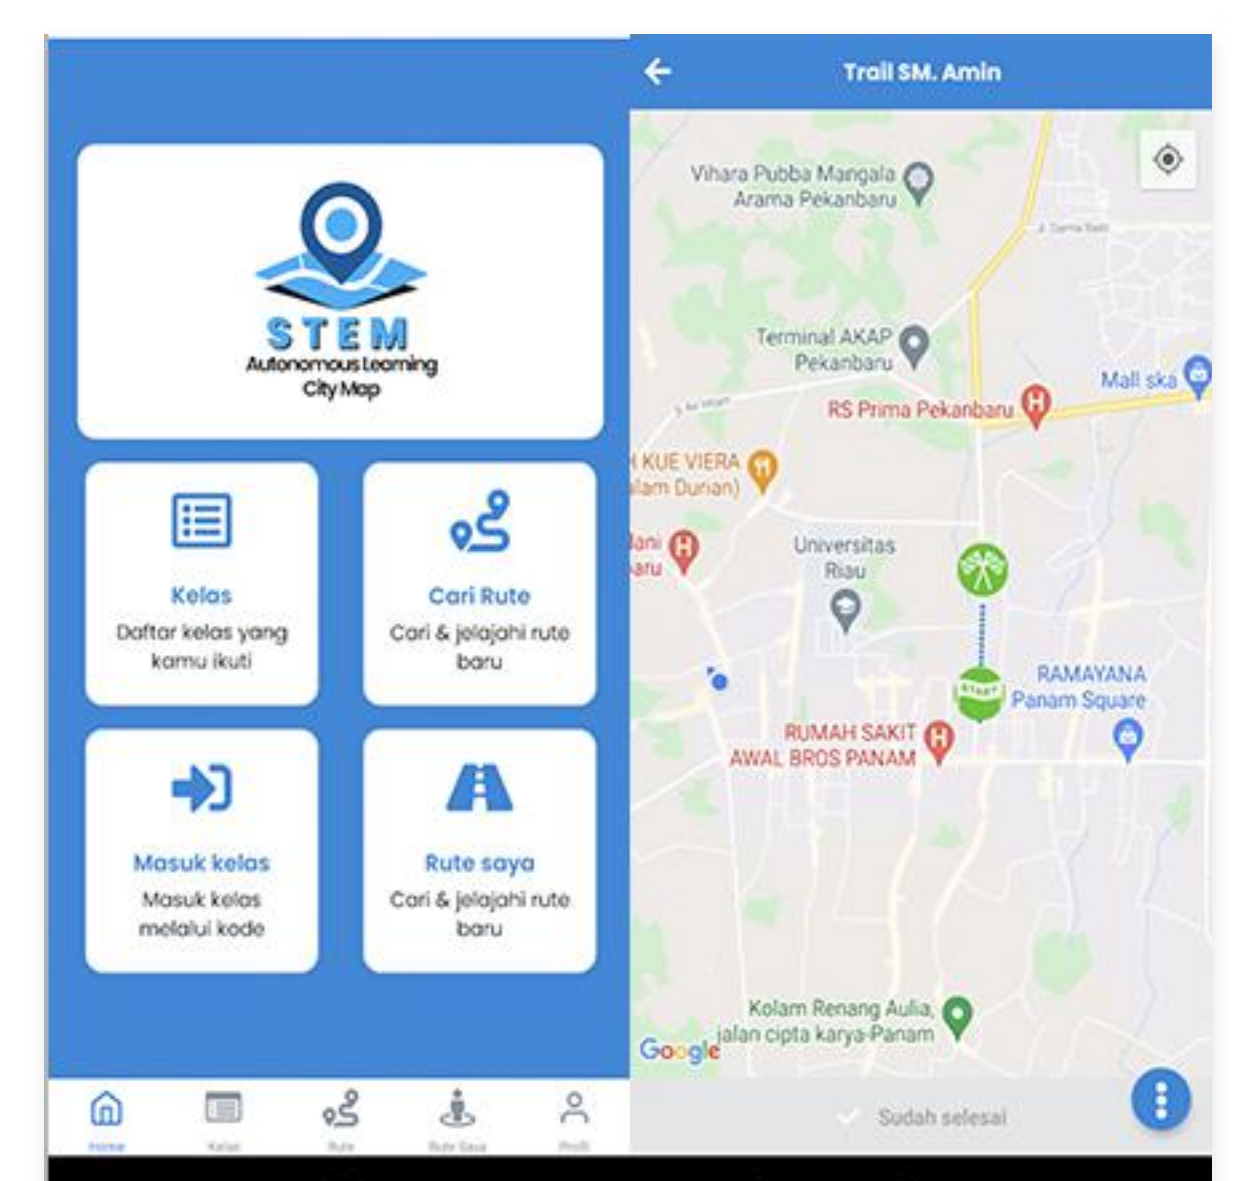 STEM
Autonomous Learning
City Map
Kelas
Daftar kelas yang
kamu ikuti
Cari Rute
Cari & jelajahi rute
baru
Masuk kelas
Masuk kelas
melalui kode
Rute saya
Cari & jelajahi rute
baru
Home
Kelas
Rute
Rute Saya
Profil
Trail SM. Amin
Vihara Pubba Mangala
Arama Pekanbaru
Terminal AKAP
Pekanbaru
Mall ska
RS Prima Pekanbaru
KUE VIERA
lam Durian)
Universitas
Riau
START
RAMAYANA
Panam Square
RUMAH SAKIT
AWAL BROS PANAM
Kolam Renang Aulia,
jalan cipta karya-Panam
Google
Sudah selesai